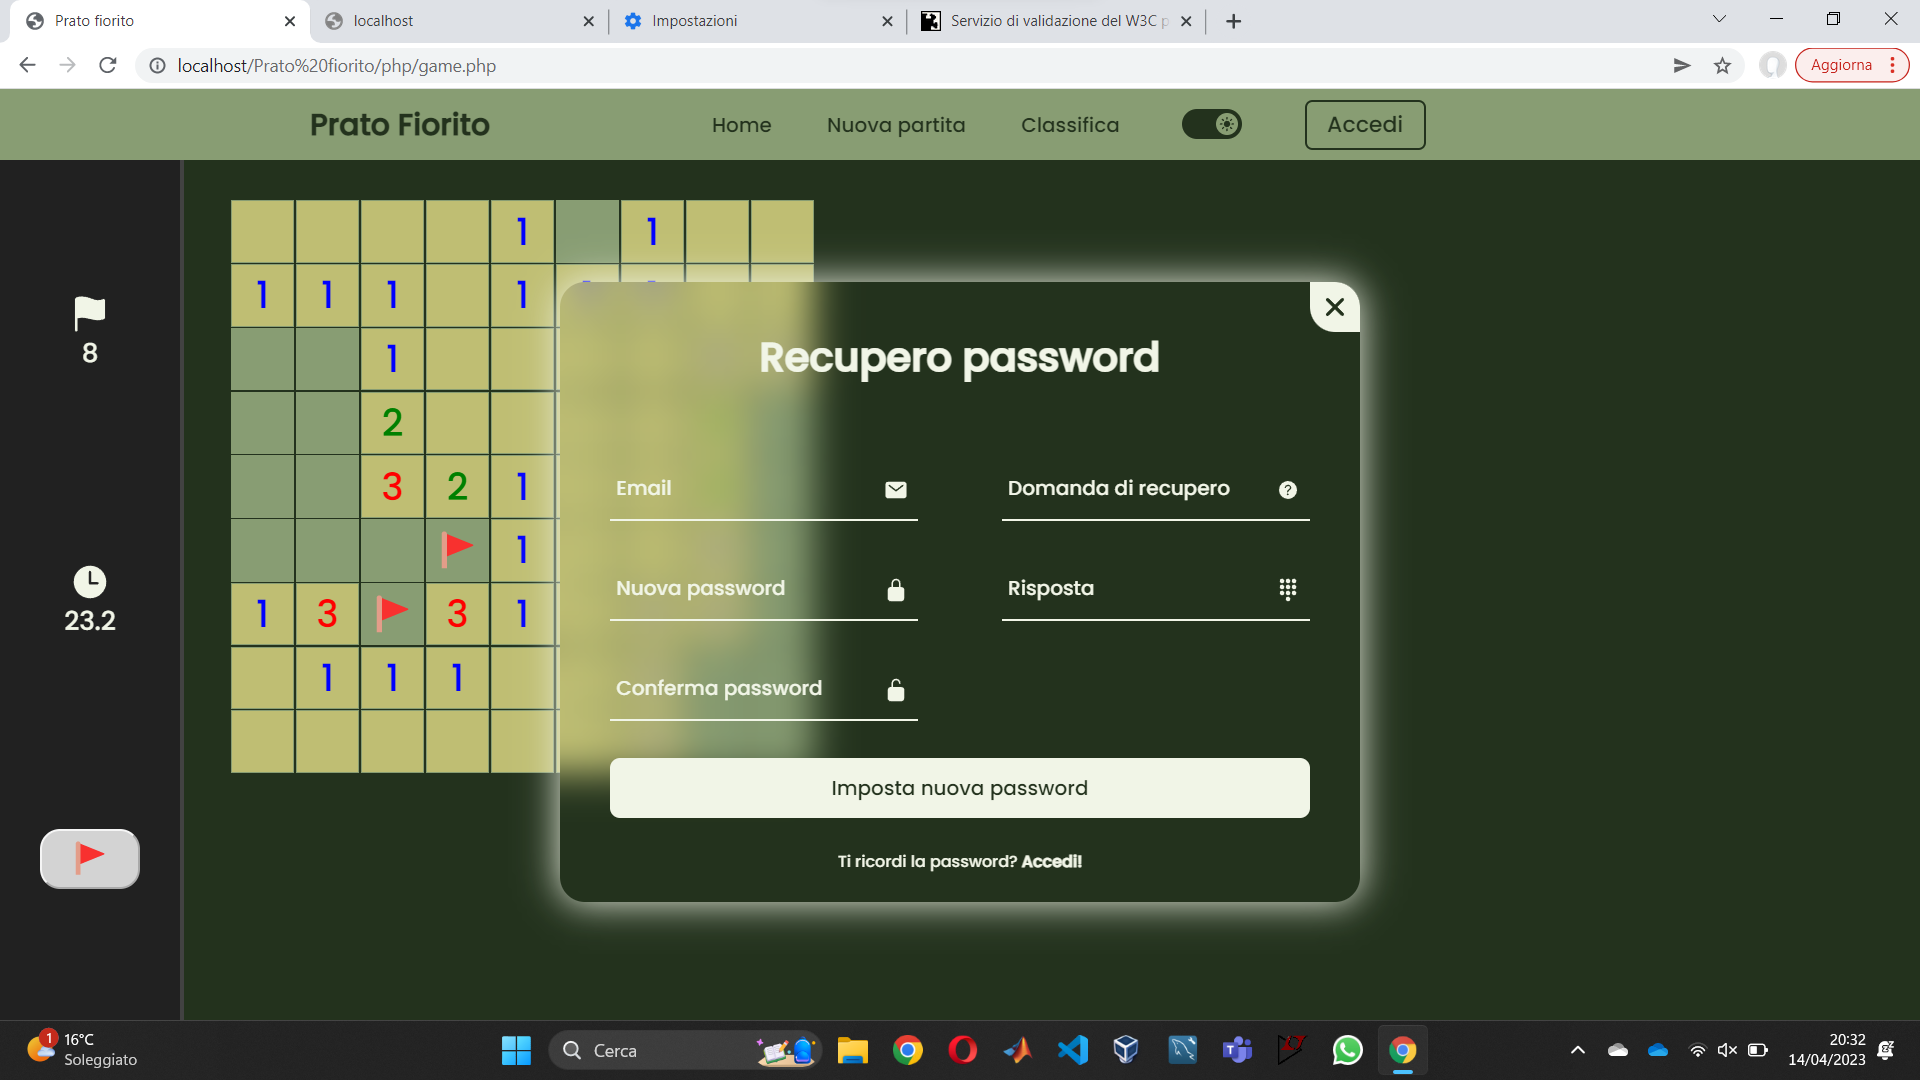 Prato fiorito
localhost
Impostazioni
Servizio di validazione del W3C p
localhost/Prato%20fiorito/php/game.php
Aggiorna
Prato Fiorito
Home
Nuova partita
Classifica
Accedi
1 1
1 1 1 1
8
1
2
3 2 1
1
23.2
1 3 3 1
1 1 1
Recupero password
Email
Domanda di recupero
Nuova password
Risposta
Conferma password
Imposta nuova password
Ti ricordi la password? Accedi!
1
16°C
Soleggiato
Cerca
20:32
14/04/2023